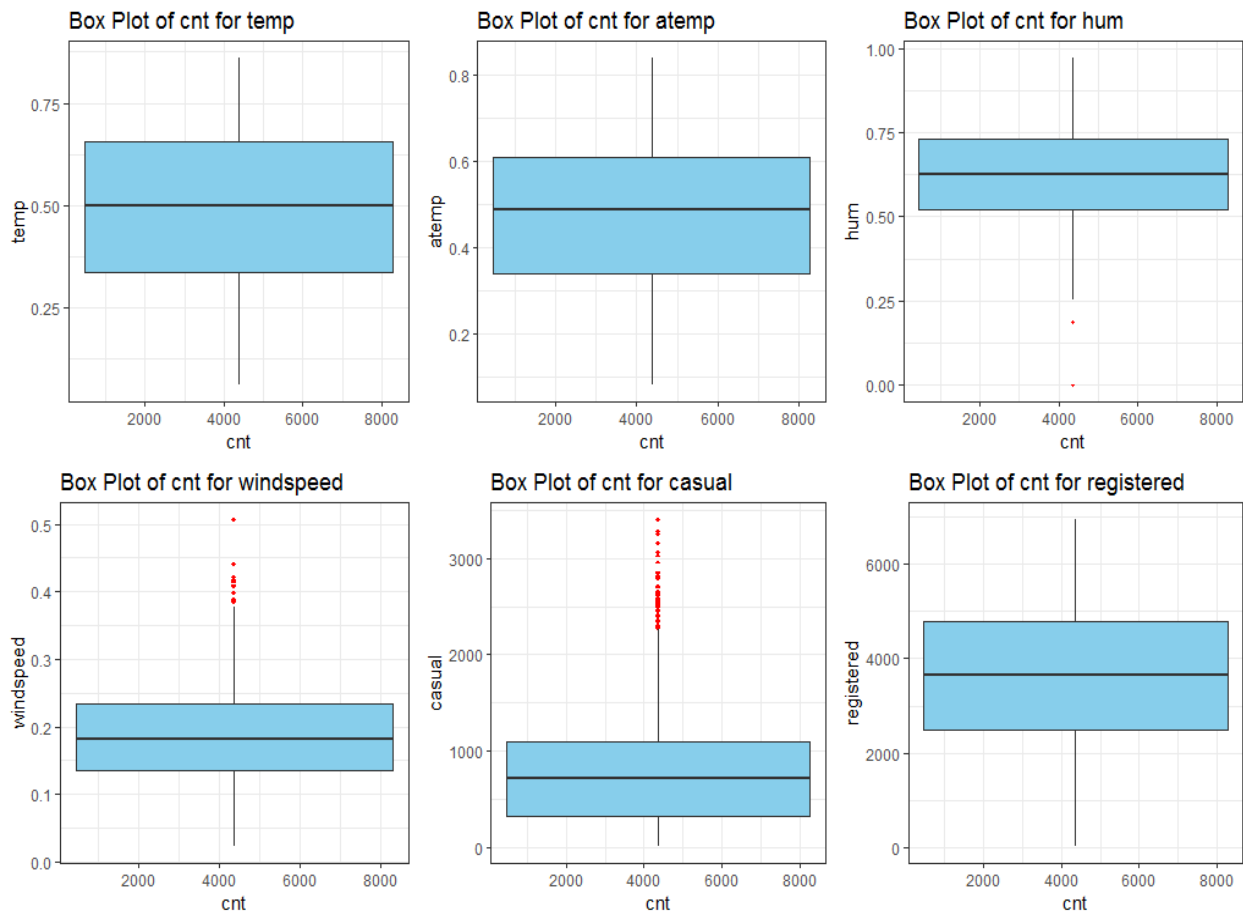 Box Plot of cnt for temp
temp
0.75
0.50
0.25
2000 4000 6000 8000
cnt
Box Plot of cnt for atemp
atemp
0.8
0.6
0.4
0.2
2000 4000 6000 8000
cnt
Box Plot of cnt for hum
hum
1.00
0.75
0.50
0.25
0.00
2000 4000 6000 8000
cnt
Box Plot of cnt for windspeed
windspeed
0.5
0.4
0.3
0.2
0.1
0.0
2000 4000 6000 8000
cnt
Box Plot of cnt for casual
casual
3000
2000
1000
0
2000 4000 6000 8000
cnt
Box Plot of cnt for registered
registered
6000
4000
2000
0
2000 4000 6000 8000
cnt